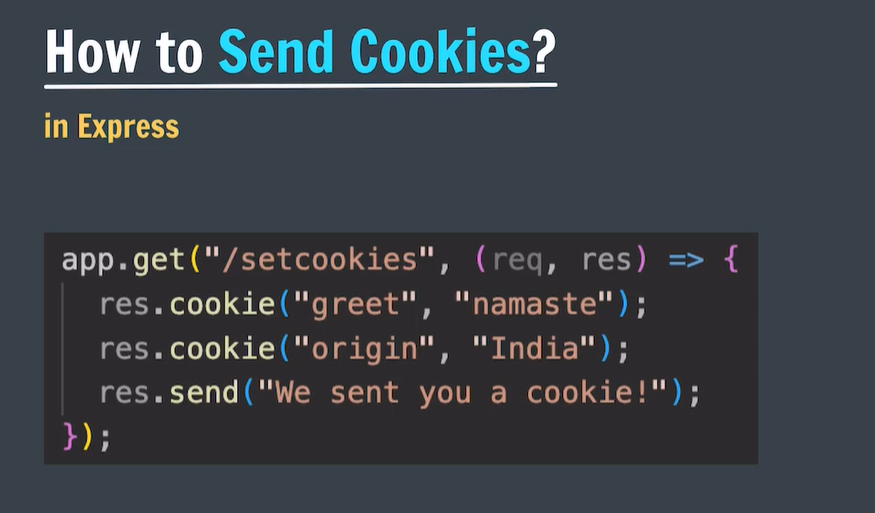 How to Send Cookies?
in Express
app.get("/setcookies", (req, res) => {
  res.cookie("greet", "namaste");
  res.cookie("origin", "India");
  res.send("We sent you a cookie!");
});